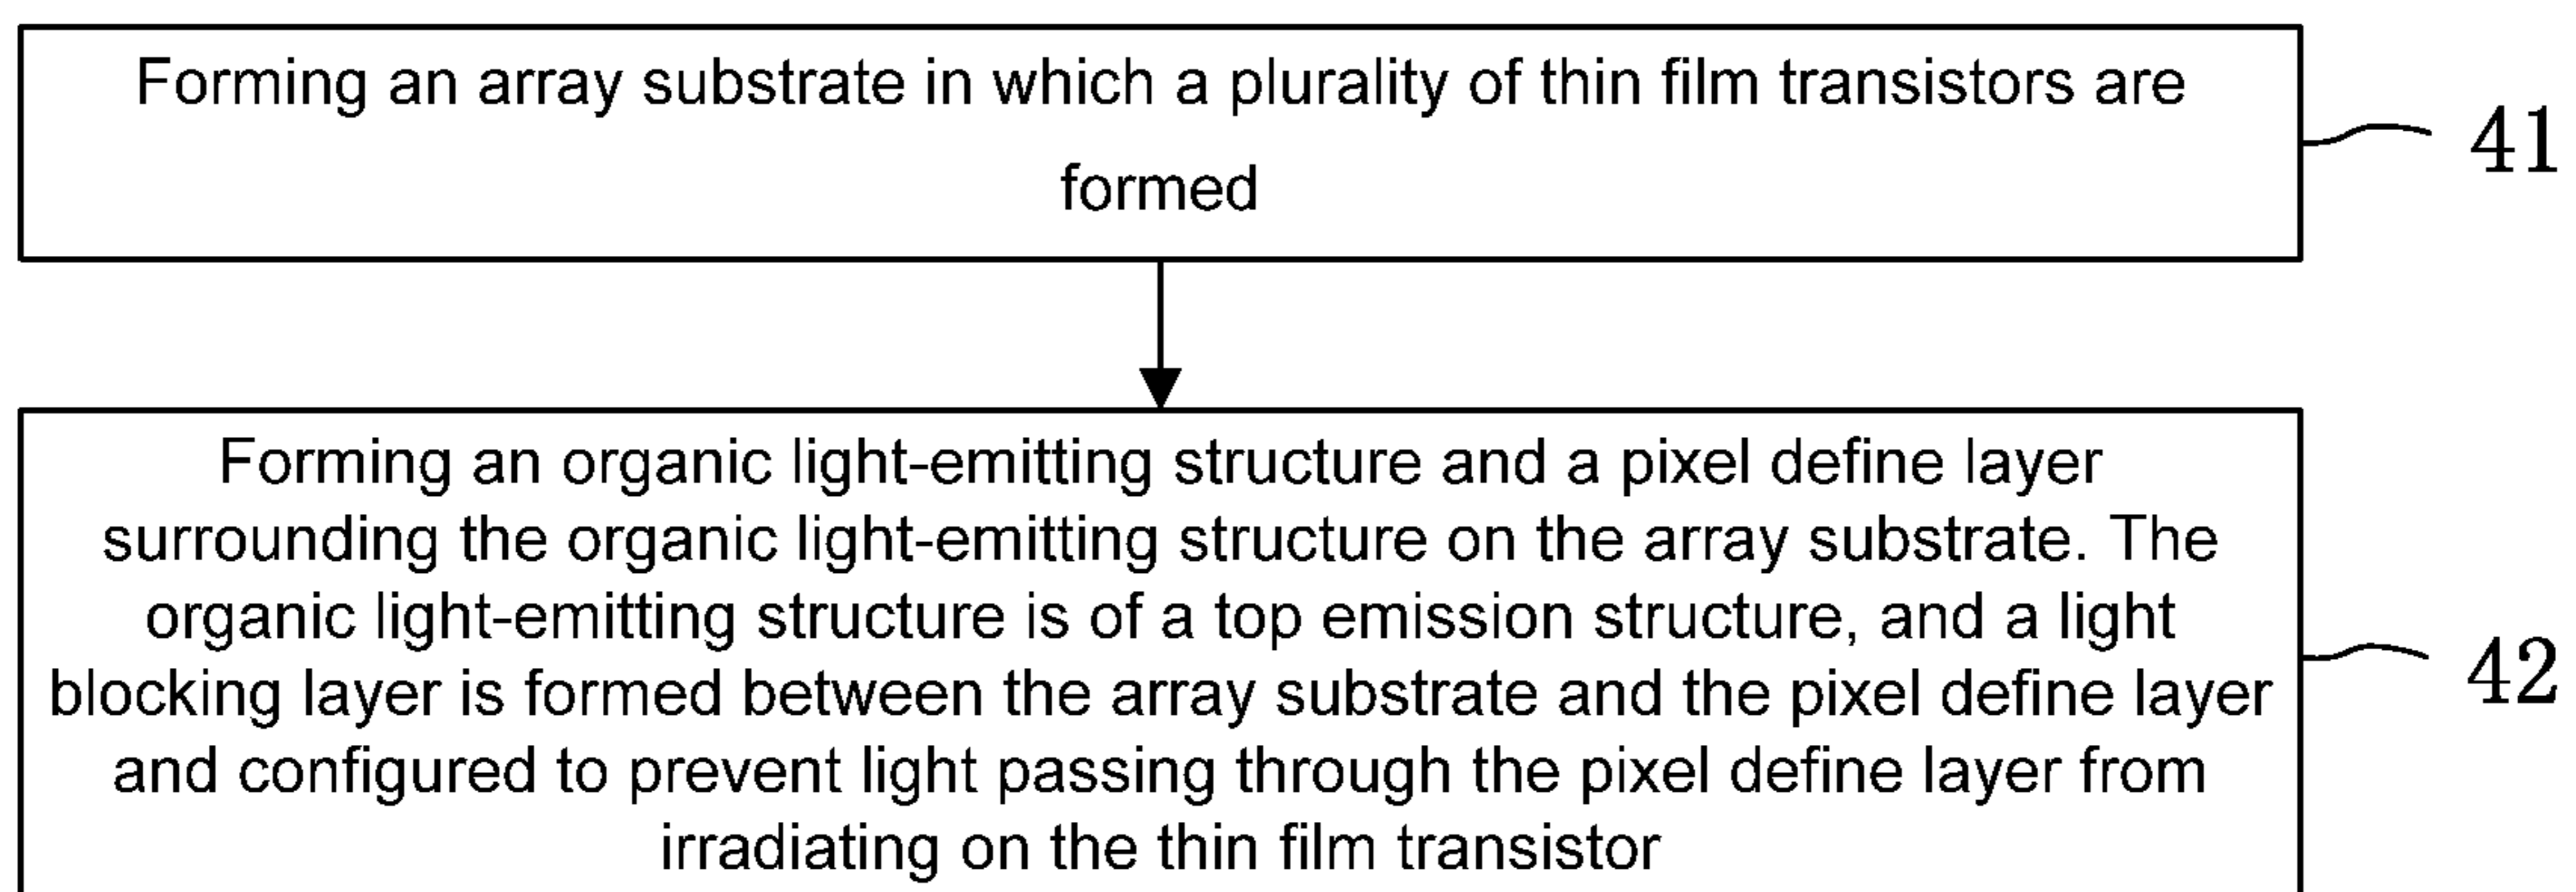 Forming an array substrate in which a plurality of thin film transistors are
formed
41
Forming an organic light-emitting structure and a pixel define layer
surrounding the organic light-emitting structure on the array substrate. The
organic light-emitting structure is of a top emission structure, and a light
blocking layer is formed between the array substrate and the pixel define layer
and configured to prevent light passing through the pixel define layer from
irradiating on the thin film transistor
42